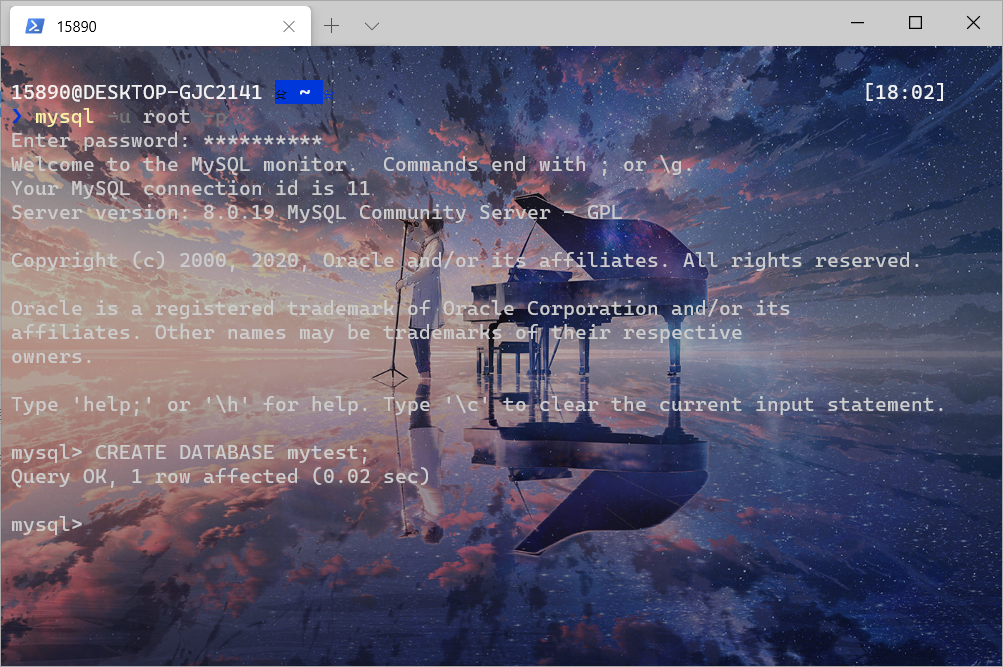 15890
15890@DESKTOP-GJC2141 ~ [18:02]
❯ mysql -u root -p
Enter password: **********
Welcome to the MySQL monitor.  Commands end with ; or \g.
Your MySQL connection id is 11
Server version: 8.0.19 MySQL Community Server - GPL
Copyright (c) 2000, 2020, Oracle and/or its affiliates. All rights reserved.
Oracle is a registered trademark of Oracle Corporation and/or its
affiliates. Other names may be trademarks of their respective
owners.
Type 'help;' or '\h' for help. Type '\c' to clear the current input statement.
mysql> CREATE DATABASE mytest;
Query OK, 1 row affected (0.02 sec)
mysql>